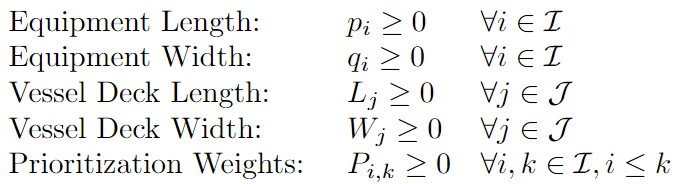 Equipment Length: p_i ≥ 0 ∀i ∈ ℐ
Equipment Width: q_i ≥ 0 ∀i ∈ ℐ
Vessel Deck Length: L_j ≥ 0 ∀j ∈ 𝒥
Vessel Deck Width: W_j ≥ 0 ∀j ∈ 𝒥
Prioritization Weights: P_{i,k} ≥ 0 ∀i, k ∈ ℐ, i ≤ k